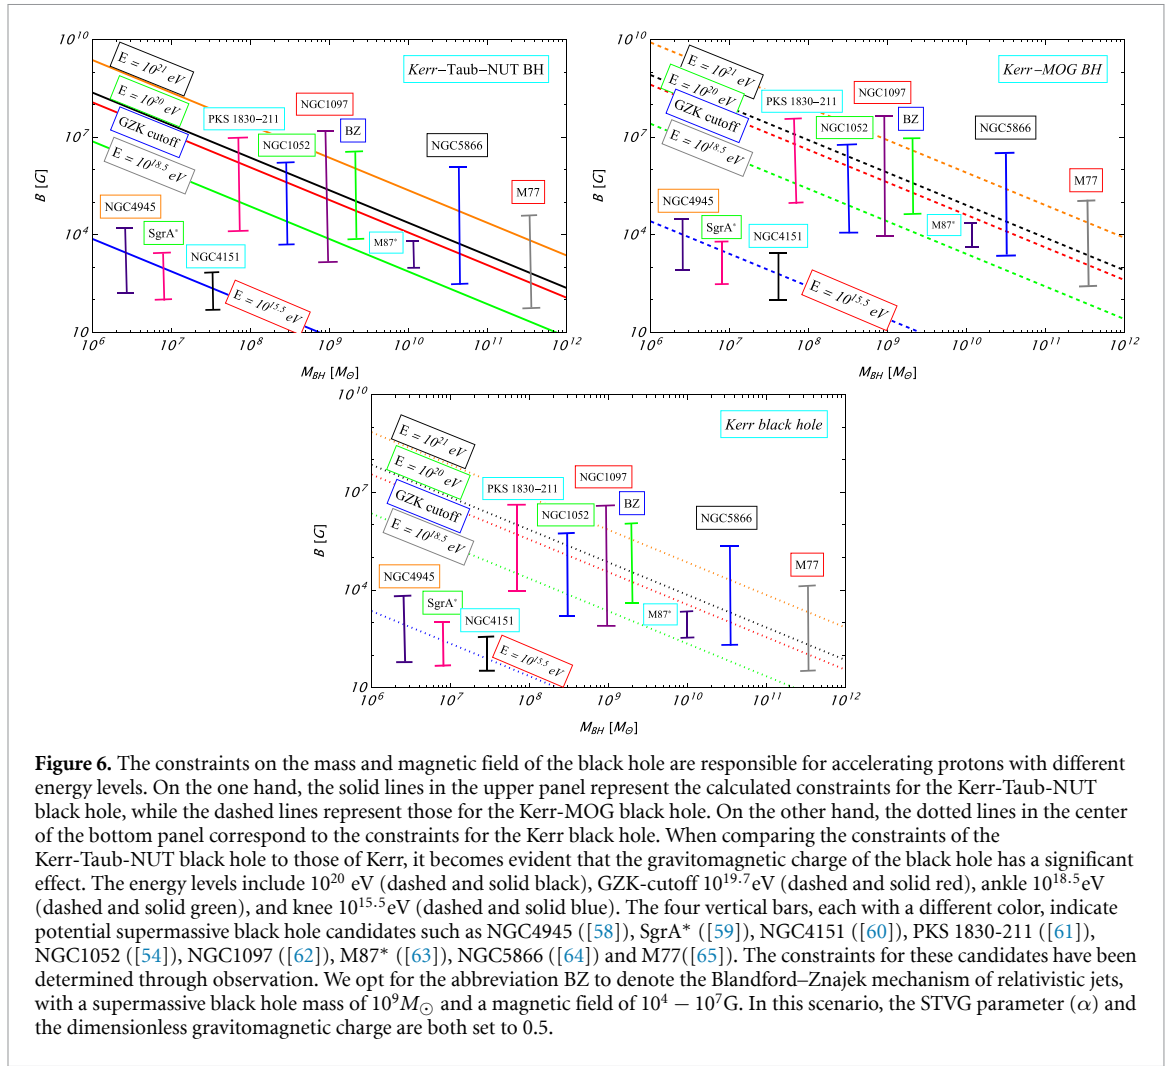 10^10
10^7
10^4
10
B [G]
E = 10^21 eV
E = 10^20 eV
GZK cutoff
E = 10^18.5 eV
E = 10^15.5 eV
Kerr–Taub–NUT BH
NGC1097
PKS 1830–211
BZ
NGC1052
NGC5866
M77
NGC4945
SgrA*
NGC4151
M87*
10^6 10^7 10^8 10^9 10^10 10^11 10^12
M_BH [M_⊙]
10^10
10^7
10^4
10
B [G]
E = 10^21 eV
E = 10^20 eV
GZK cutoff
E = 10^18.5 eV
E = 10^15.5 eV
Kerr–MOG BH
NGC1097
PKS 1830–211
BZ
NGC1052
NGC5866
M77
NGC4945
SgrA*
NGC4151
M87*
10^6 10^7 10^8 10^9 10^10 10^11 10^12
M_BH [M_⊙]
10^10
10^7
10^4
10
B [G]
E = 10^21 eV
E = 10^20 eV
GZK cutoff
E = 10^18.5 eV
E = 10^15.5 eV
Kerr black hole
NGC1097
PKS 1830–211
BZ
NGC1052
NGC5866
M77
NGC4945
SgrA*
NGC4151
M87*
10^6 10^7 10^8 10^9 10^10 10^11 10^12
M_BH [M_⊙]
Figure 6. The constraints on the mass and magnetic field of the black hole are responsible for accelerating protons with different
energy levels. On the one hand, the solid lines in the upper panel represent the calculated constraints for the Kerr-Taub-NUT
black hole, while the dashed lines represent those for the Kerr-MOG black hole. On the other hand, the dotted lines in the center
of the bottom panel correspond to the constraints for the Kerr black hole. When comparing the constraints of the
Kerr-Taub-NUT black hole to those of Kerr, it becomes evident that the gravitomagnetic charge of the black hole has a significant
effect. The energy levels include 10^20 eV (dashed and solid black), GZK-cutoff 10^19.7eV (dashed and solid red), ankle 10^18.5eV
(dashed and solid green), and knee 10^15.5eV (dashed and solid blue). The four vertical bars, each with a different color, indicate
potential supermassive black hole candidates such as NGC4945 ([58]), SgrA* ([59]), NGC4151 ([60]), PKS 1830-211 ([61]),
NGC1052 ([54]), NGC1097 ([62]), M87* ([63]), NGC5866 ([64]) and M77([65]). The constraints for these candidates have been
determined through observation. We opt for the abbreviation BZ to denote the Blandford–Znajek mechanism of relativistic jets,
with a supermassive black hole mass of 10^9M_⊙ and a magnetic field of 10^4 − 10^7G. In this scenario, the STVG parameter (α) and
the dimensionless gravitomagnetic charge are both set to 0.5.